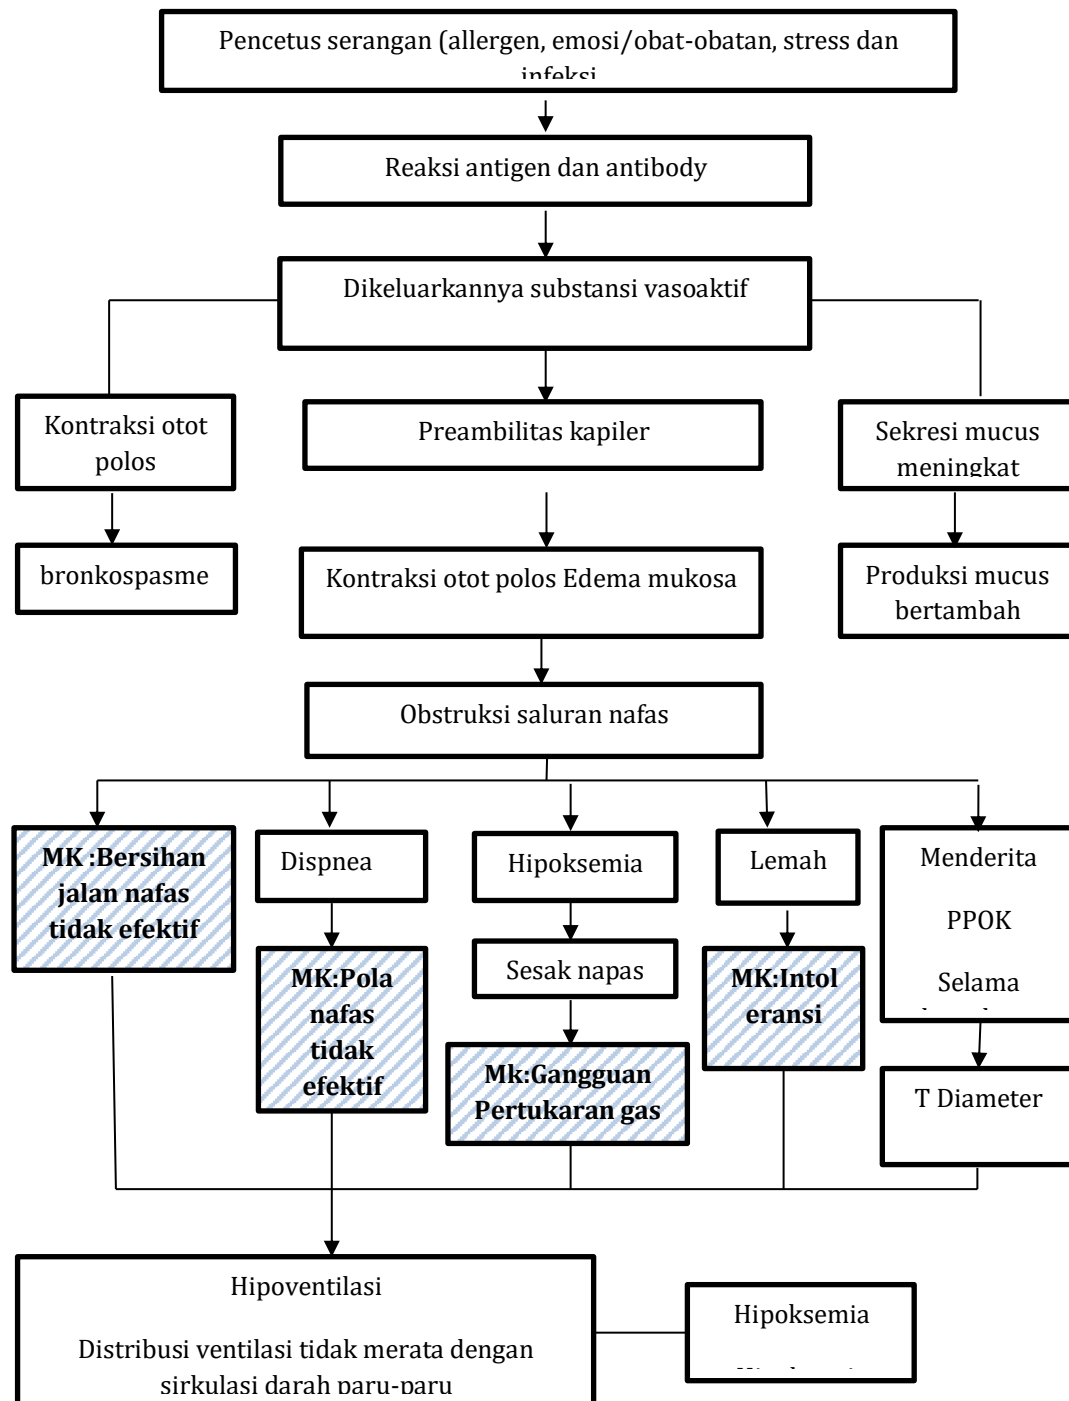 Pencetus serangan (allergen, emosi/obat-obatan, stress dan
infeksi
Reaksi antigen dan antibody
Dikeluarkannya substansi vasoaktif
Kontraksi otot
polos
Preambilitas kapiler
Sekresi mucus
meningkat
bronkospasme
Kontraksi otot polos Edema mukosa
Produksi mucus
bertambah
Obstruksi saluran nafas
MK :Bersihan
jalan nafas
tidak efektif
Dispnea
Hipoksemia
Lemah
Menderita
PPOK
Selama
MK:Pola
nafas
tidak
efektif
Sesak napas
MK:Intol
eransi
Mk:Gangguan
Pertukaran gas
T Diameter
Hipoventilasi
Distribusi ventilasi tidak merata dengan
sirkulasi darah paru-paru
Hipoksemia